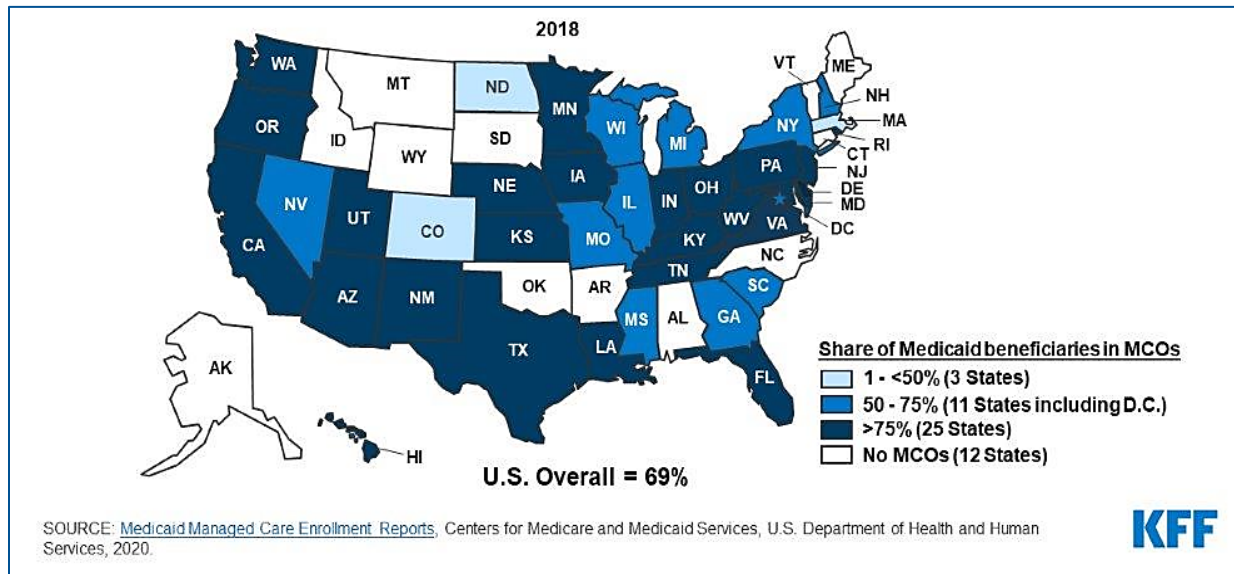 2018
WA
MT
ND
MN
VT
ME
NH
MA
RI
CT
NJ
DE
MD
DC
OR
ID
SD
WI
MI
NY
WY
PA
NE
IA
NV
UT
CO
IL
IN
OH
WV
VA
CA
KS
MO
KY
NC
TN
AZ
NM
OK
AR
SC
MS
AL
GA
TX
LA
FL
AK
HI
Share of Medicaid beneficiaries in MCOs
1 - <50% (3 States)
50 - 75% (11 States including D.C.)
>75% (25 States)
No MCOs (12 States)
U.S. Overall = 69%
SOURCE: Medicaid Managed Care Enrollment Reports, Centers for Medicare and Medicaid Services, U.S. Department of Health and Human
Services, 2020.
KFF